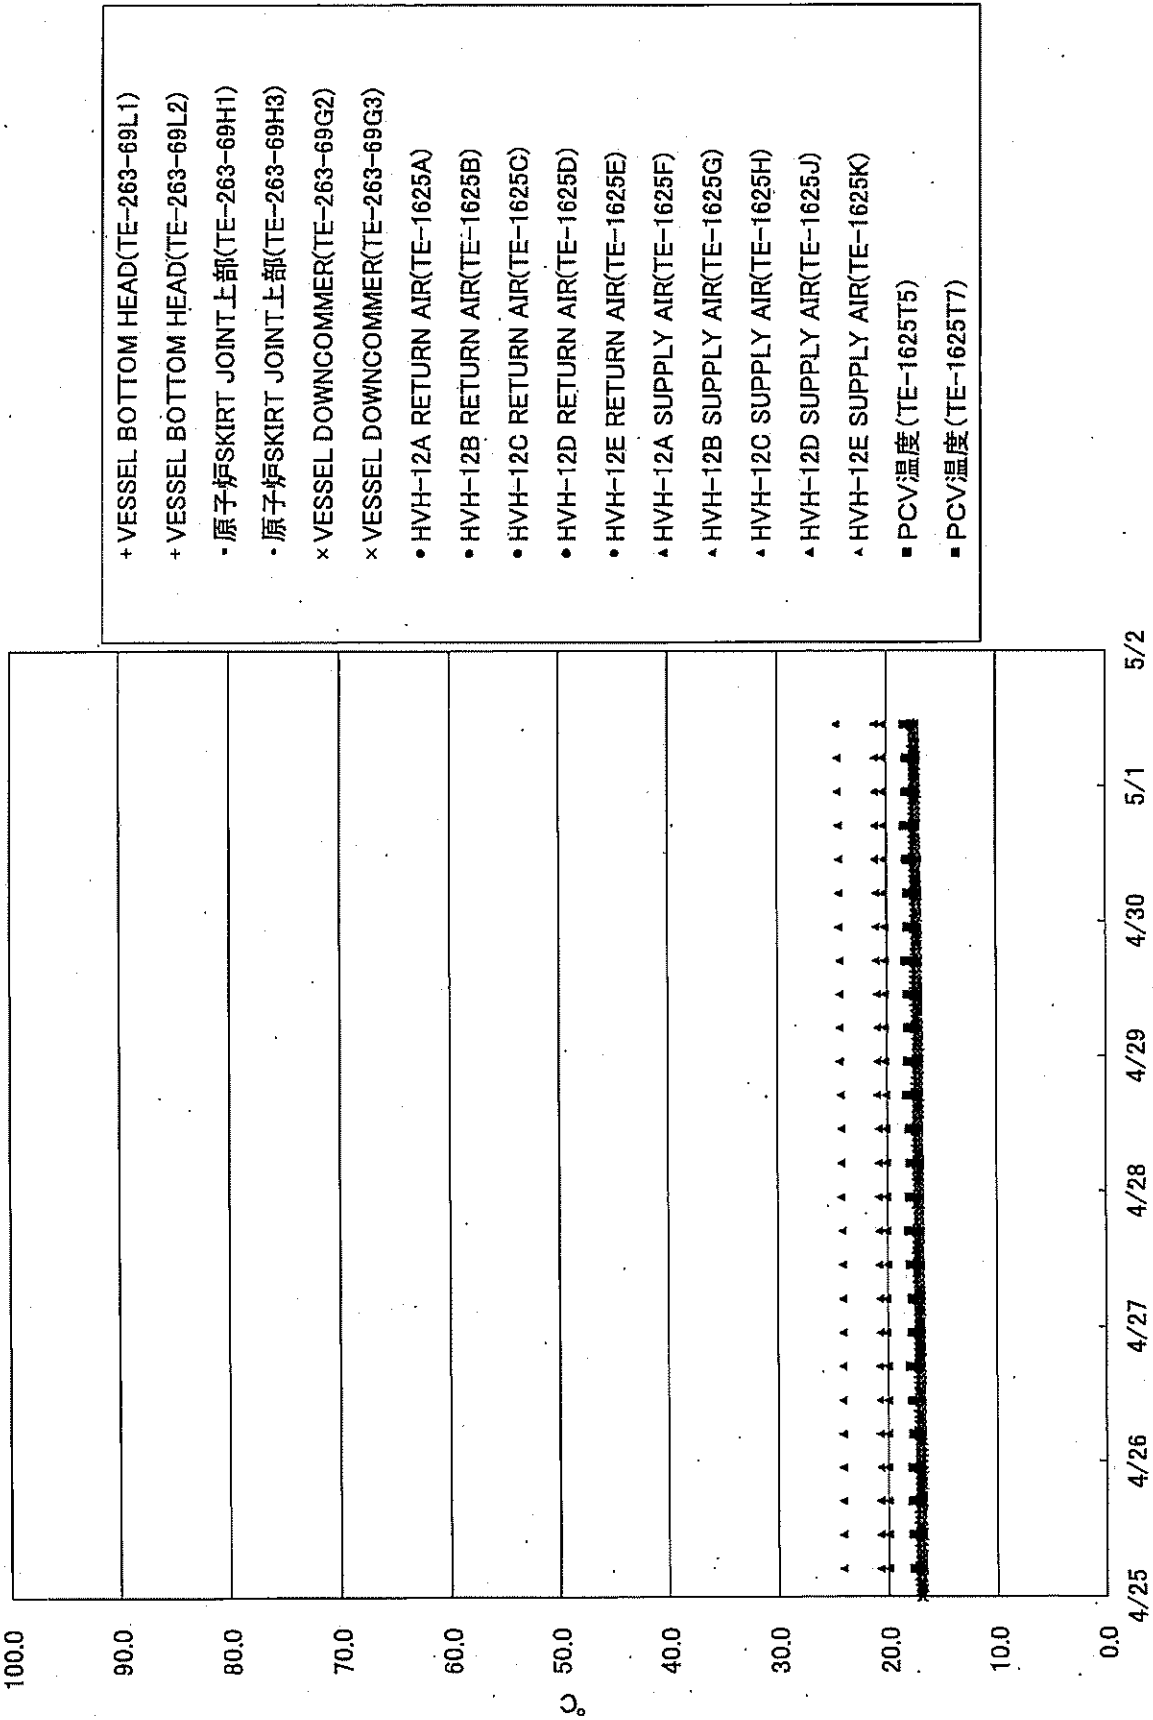 ℃
100.0
90.0
80.0
70.0
60.0
50.0
40.0
30.0
20.0
10.0
0.0
4/25
4/26
4/27
4/28
4/29
4/30
5/1
5/2
+ VESSEL BOTTOM HEAD(TE-263-69L1)
+ VESSEL BOTTOM HEAD(TE-263-69L2)
・原子炉SKIRT JOINT上部(TE-263-69H1)
・原子炉SKIRT JOINT上部(TE-263-69H3)
× VESSEL DOWNCOMMER(TE-263-69G2)
× VESSEL DOWNCOMMER(TE-263-69G3)
● HVH-12A RETURN AIR(TE-1625A)
● HVH-12B RETURN AIR(TE-1625B)
● HVH-12C RETURN AIR(TE-1625C)
● HVH-12D RETURN AIR(TE-1625D)
● HVH-12E RETURN AIR(TE-1625E)
▲ HVH-12A SUPPLY AIR(TE-1625F)
▲ HVH-12B SUPPLY AIR(TE-1625G)
▲ HVH-12C SUPPLY AIR(TE-1625H)
▲ HVH-12D SUPPLY AIR(TE-1625J)
▲ HVH-12E SUPPLY AIR(TE-1625K)
■ PCV温度(TE-1625T5)
■ PCV温度(TE-1625T7)